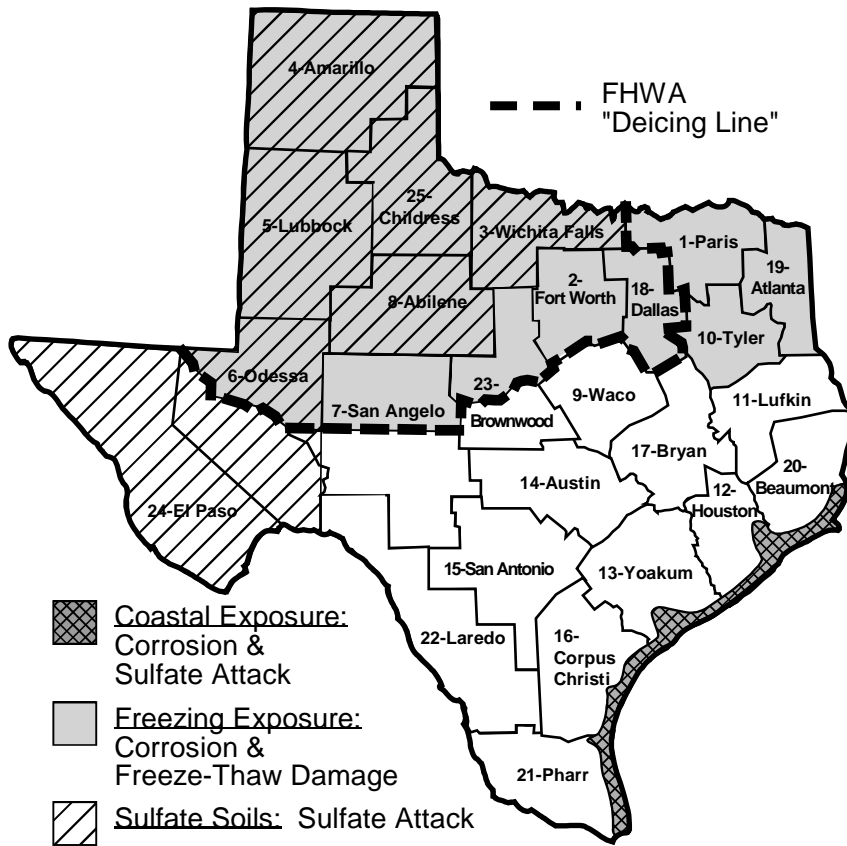 4-Amarillo
FHWA
"Deicing Line"
25-
Childress
5-Lubbock
3-Wichita Falls
1-Paris
19-
Atlanta
2-
Fort Worth
18-
Dallas
8-Abilene
10-Tyler
6-Odessa
23-
Brownwood
7-San Angelo
9-Waco
11-Lufkin
17-Bryan
14-Austin
12-
Houston
20-
Beaumont
24-El Paso
15-San Antonio
13-Yoakum
22-Laredo
16-
Corpus
Christi
21-Pharr
Coastal Exposure:
Corrosion &
Sulfate Attack
Freezing Exposure:
Corrosion &
Freeze-Thaw Damage
Sulfate Soils: Sulfate Attack